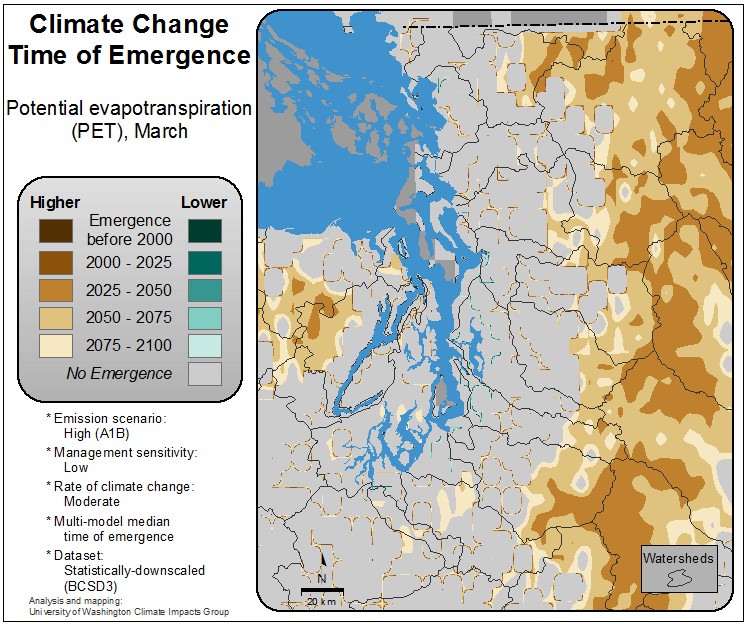 Climate Change
Time of Emergence
Potential evapotranspiration
(PET), March
Higher Lower
Emergence
before 2000
2000 - 2025
2025 - 2050
2050 - 2075
2075 - 2100
No Emergence
* Emission scenario:
High (A1B)
* Management sensitivity:
Low
* Rate of climate change:
Moderate
* Multi-model median
time of emergence
* Dataset:
Statistically-downscaled
(BCSD3)
Analysis and mapping:
University of Washington Climate Impacts Group
N
20 km
Watersheds